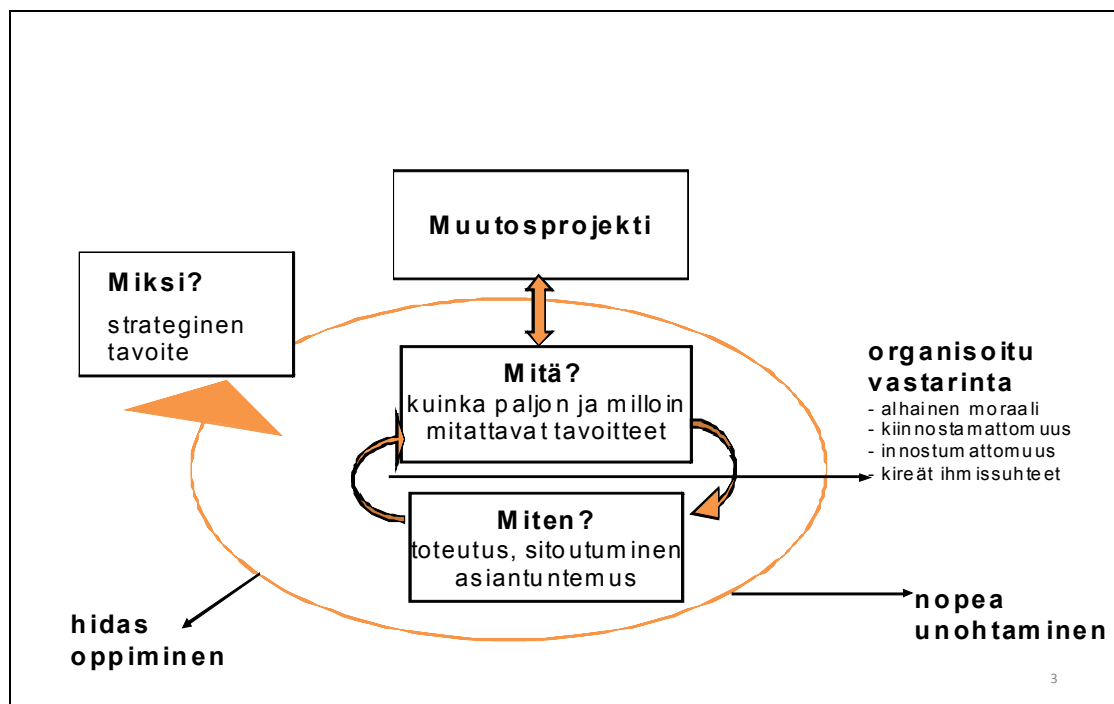 Muutosprojekti
Miksi?
strateginen
tavoite
Mitä?
kuinka paljon ja milloin
mitattavat tavoitteet
organisoitu
vastarinta
- alhainen moraali
- kiinnostamattomuus
- innostumattomuus
- kireät ihmissuhteet
Miten?
toteutus, sitoutuminen
asiantuntemus
hidas
oppiminen
nopea
unohtaminen
3